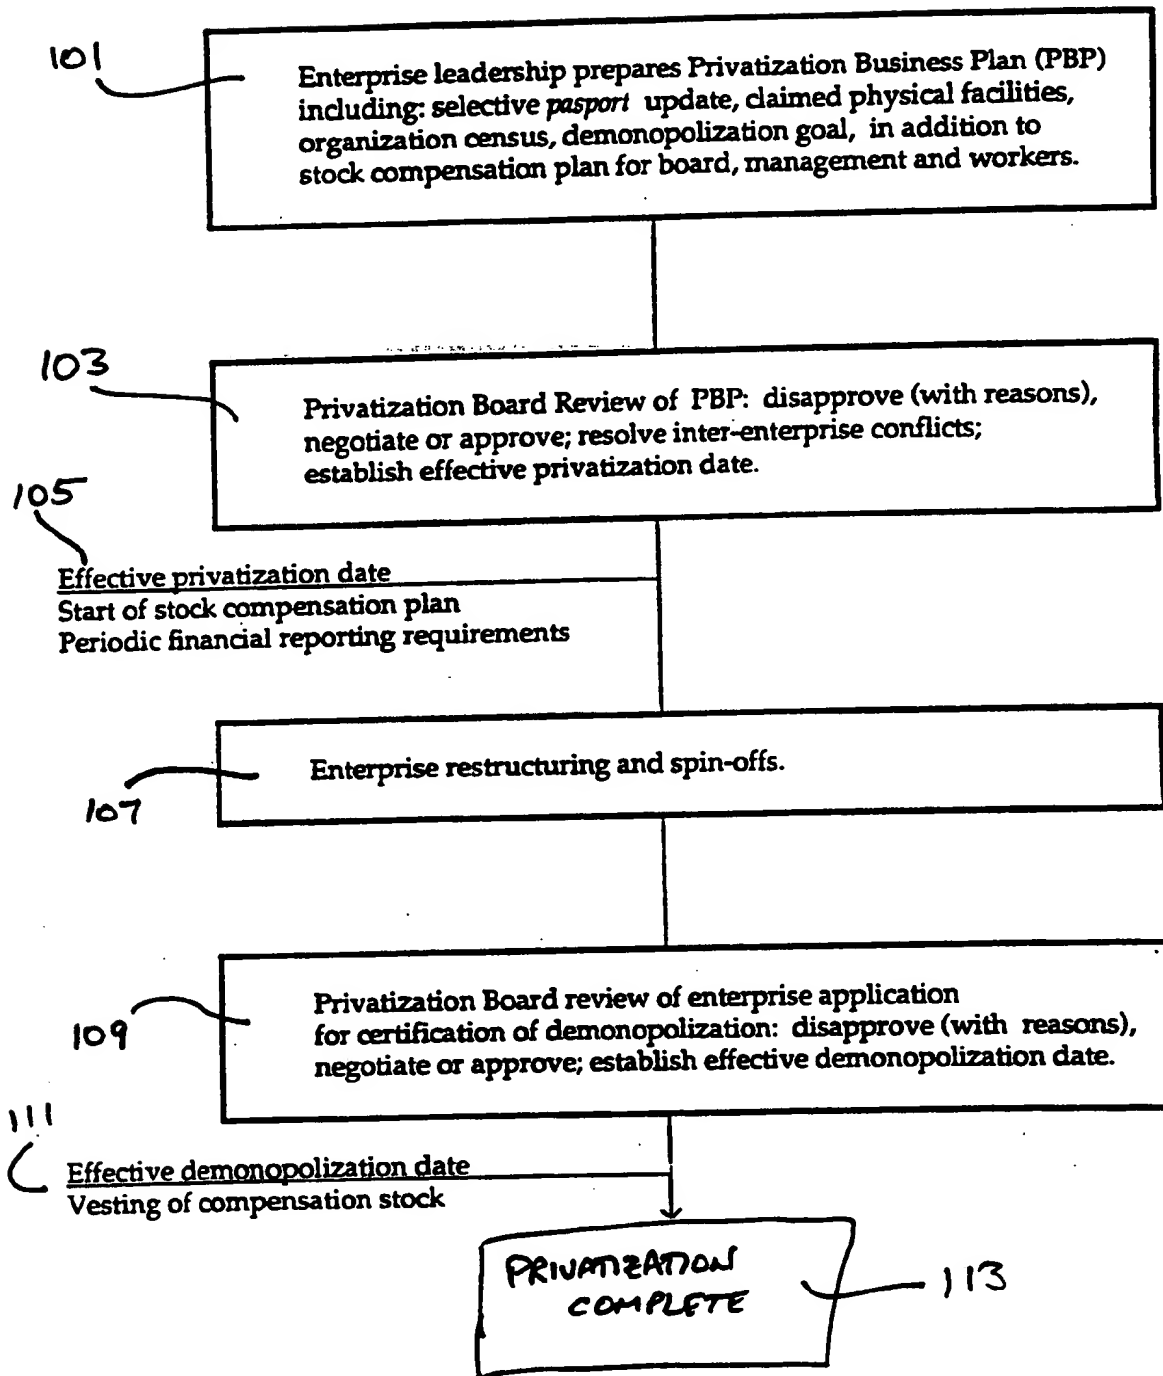 101
Enterprise leadership prepares Privatization Business Plan (PBP)
including: selective pasport update, claimed physical facilities,
organization census, demonopolization goal, in addition to
stock compensation plan for board, management and workers.
103
Privatization Board Review of PBP: disapprove (with reasons),
negotiate or approve; resolve inter-enterprise conflicts;
establish effective privatization date.
105
Effective privatization date
Start of stock compensation plan
Periodic financial reporting requirements
Enterprise restructuring and spin-offs.
107
Privatization Board review of enterprise application
for certification of demonopolization: disapprove (with reasons),
negotiate or approve; establish effective demonopolization date.
109
111
Effective demonopolization date
Vesting of compensation stock
PRIVATIZATION
COMPLETE
113